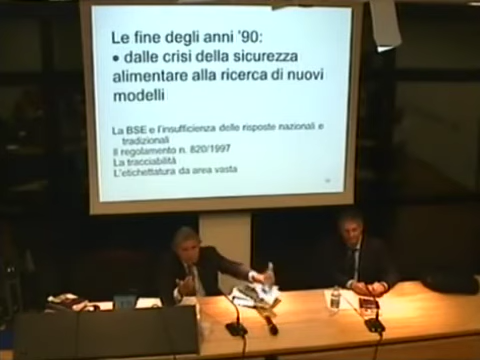 Le fine degli anni '90:
• dalle crisi della sicurezza
alimentare alla ricerca di nuovi
modelli
La BSE e l'insufficienza delle risposte nazionali e
tradizionali
Il regolamento n. 820/1997
La tracciabilità
L'etichettatura da area vasta